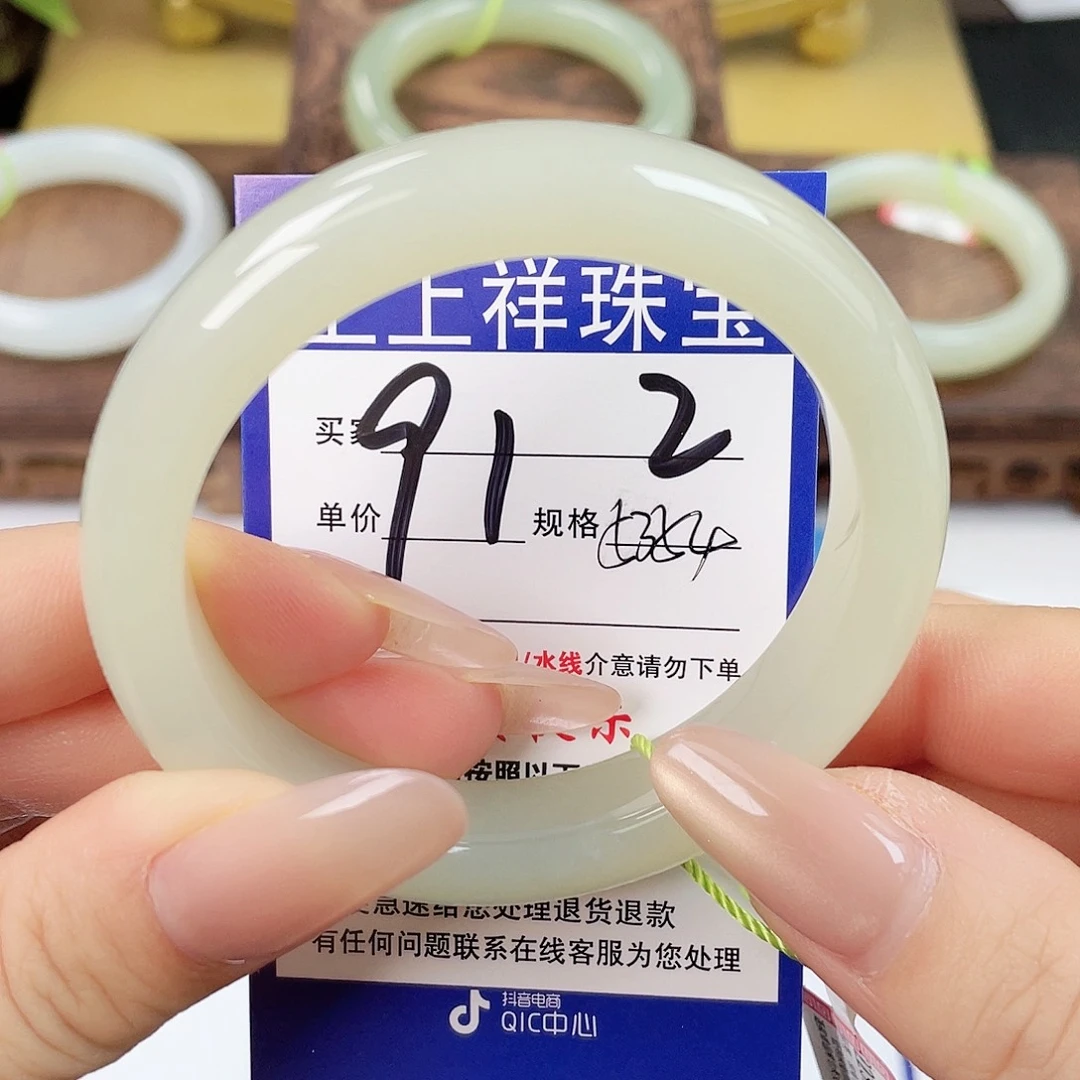 上祥珠宝
买家 91 2
单价 规格
/水线介意请勿下单
按照以下
急速给您处理退货退款
有任何问题联系在线客服为您处理
抖音电商
QIC中心